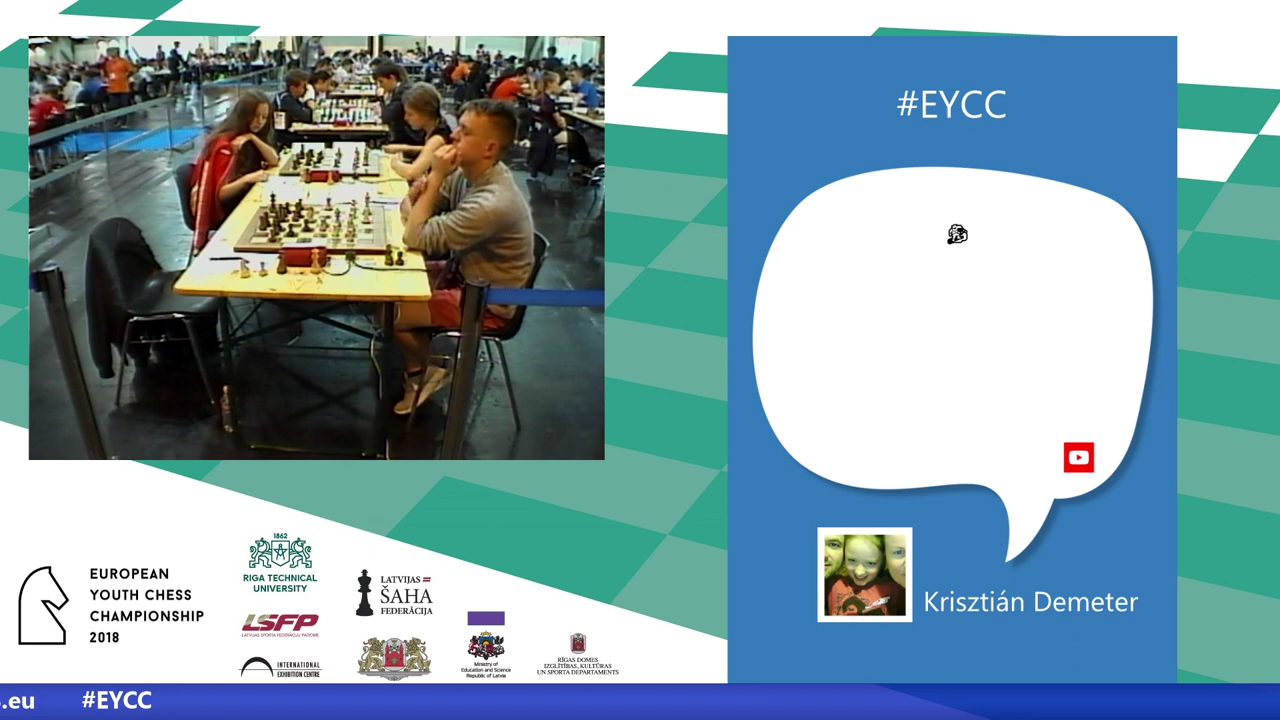 #EYCC
Krisztián Demeter
EUROPEAN
YOUTH CHESS
CHAMPIONSHIP
2018
1862
RIGA TECHNICAL
UNIVERSITY
LSFP
LATVIJAS SPORTA FEDERĀCIJU PADOME
INTERNATIONAL
EXHIBITION CENTRE
LATVIJAS
ŠAHA
FEDERĀCIJA
Ministry of
Education and Science
Republic of Latvia
RĪGAS DOMES
IZGLĪTĪBAS, KULTŪRAS
UN SPORTA DEPARTAMENTS
.eu #EYCC